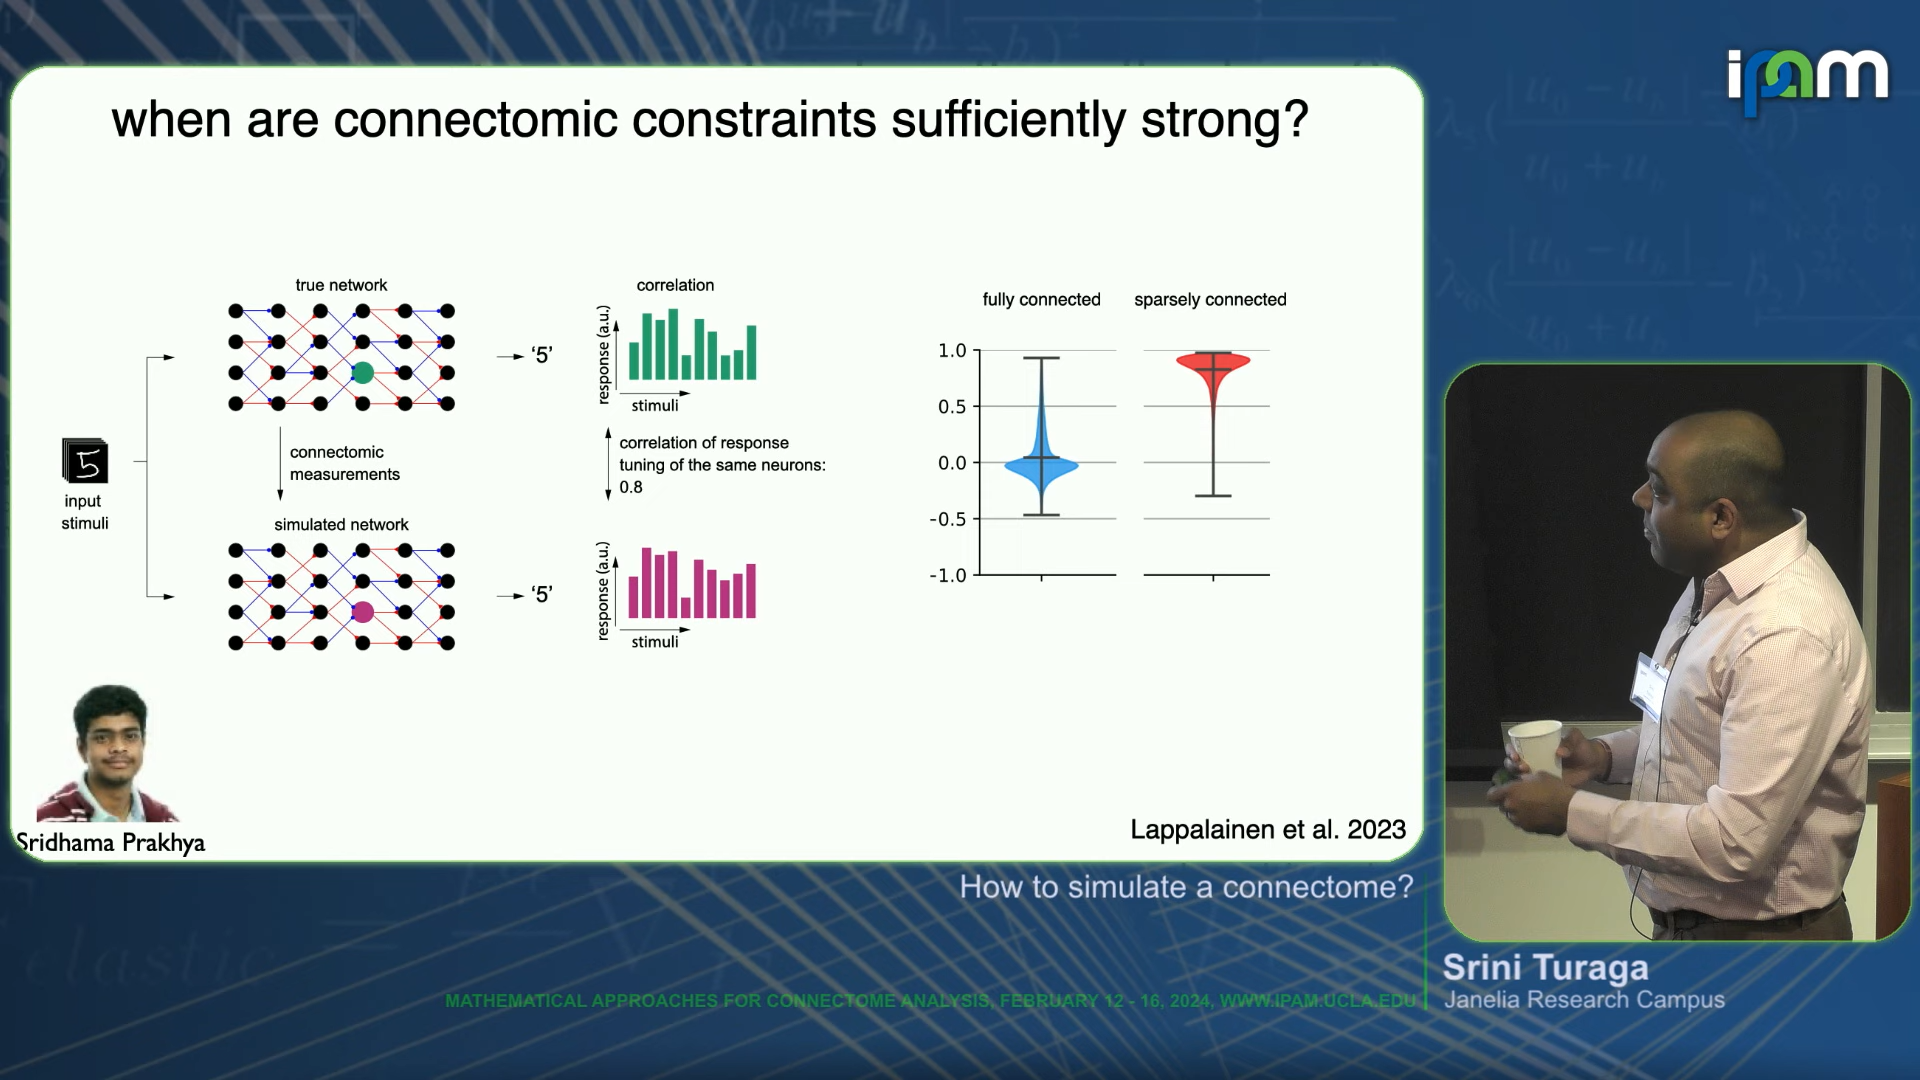 ipam
when are connectomic constraints sufficiently strong?
true network
correlation
response (a.u.)
stimuli
'5'
5
input
stimuli
connectomic
measurements
correlation of response
tuning of the same neurons:
0.8
simulated network
response (a.u.)
stimuli
'5'
fully connected
sparsely connected
1.0
0.5
0.0
-0.5
-1.0
Sridhama Prakhya
Lappalainen et al. 2023
How to simulate a connectome?
Srini Turaga
Janelia Research Campus
MATHEMATICAL APPROACHES FOR CONNECTOME ANALYSIS, FEBRUARY 12 - 16, 2024, WWW.IPAM.UCLA.EDU
elastic